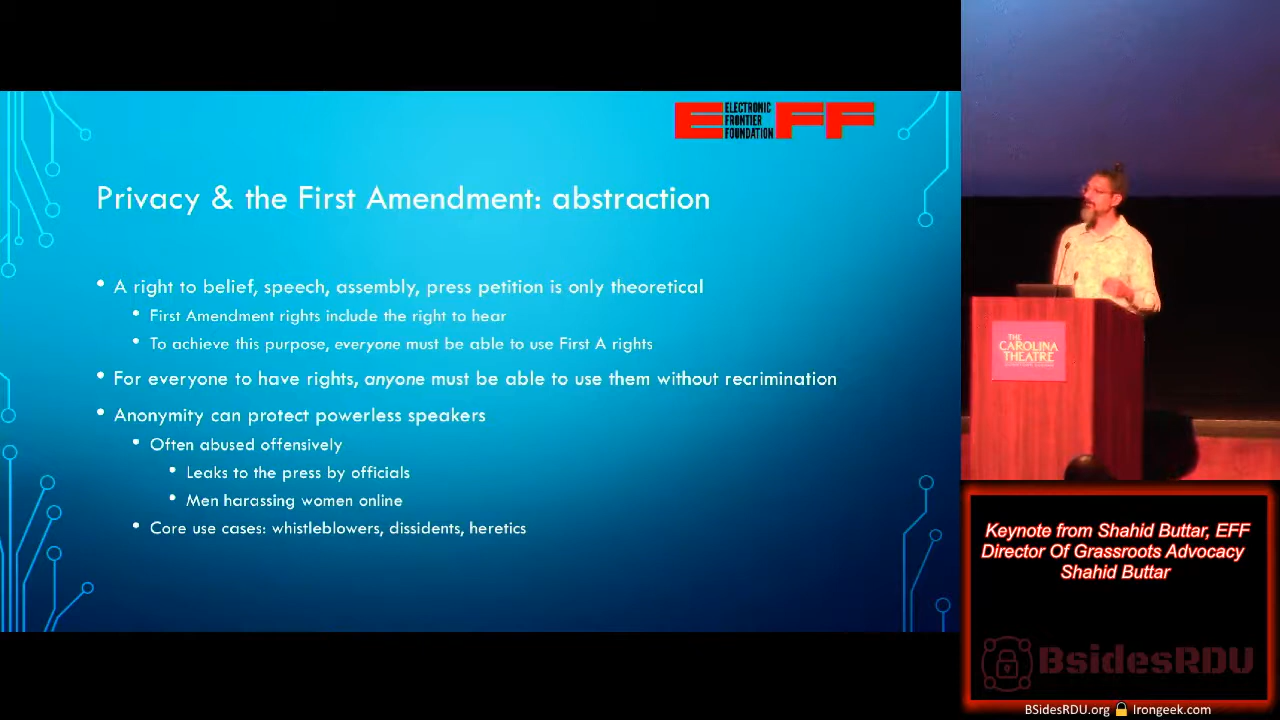 ELECTRONIC
FRONTIER
FOUNDATION
EFF
Privacy & the First Amendment: abstraction
• A right to belief, speech, assembly, press petition is only theoretical
• First Amendment rights include the right to hear
• To achieve this purpose, everyone must be able to use First A rights
• For everyone to have rights, anyone must be able to use them without recrimination
• Anonymity can protect powerless speakers
• Often abused offensively
• Leaks to the press by officials
• Men harassing women online
• Core use cases: whistleblowers, dissidents, heretics
THE
CAROLINA
THEATRE
Keynote from Shahid Buttar, EFF
Director Of Grassroots Advocacy
Shahid Buttar
BsidesRDU
BSidesRDU.org 🔒 Irongeek.com